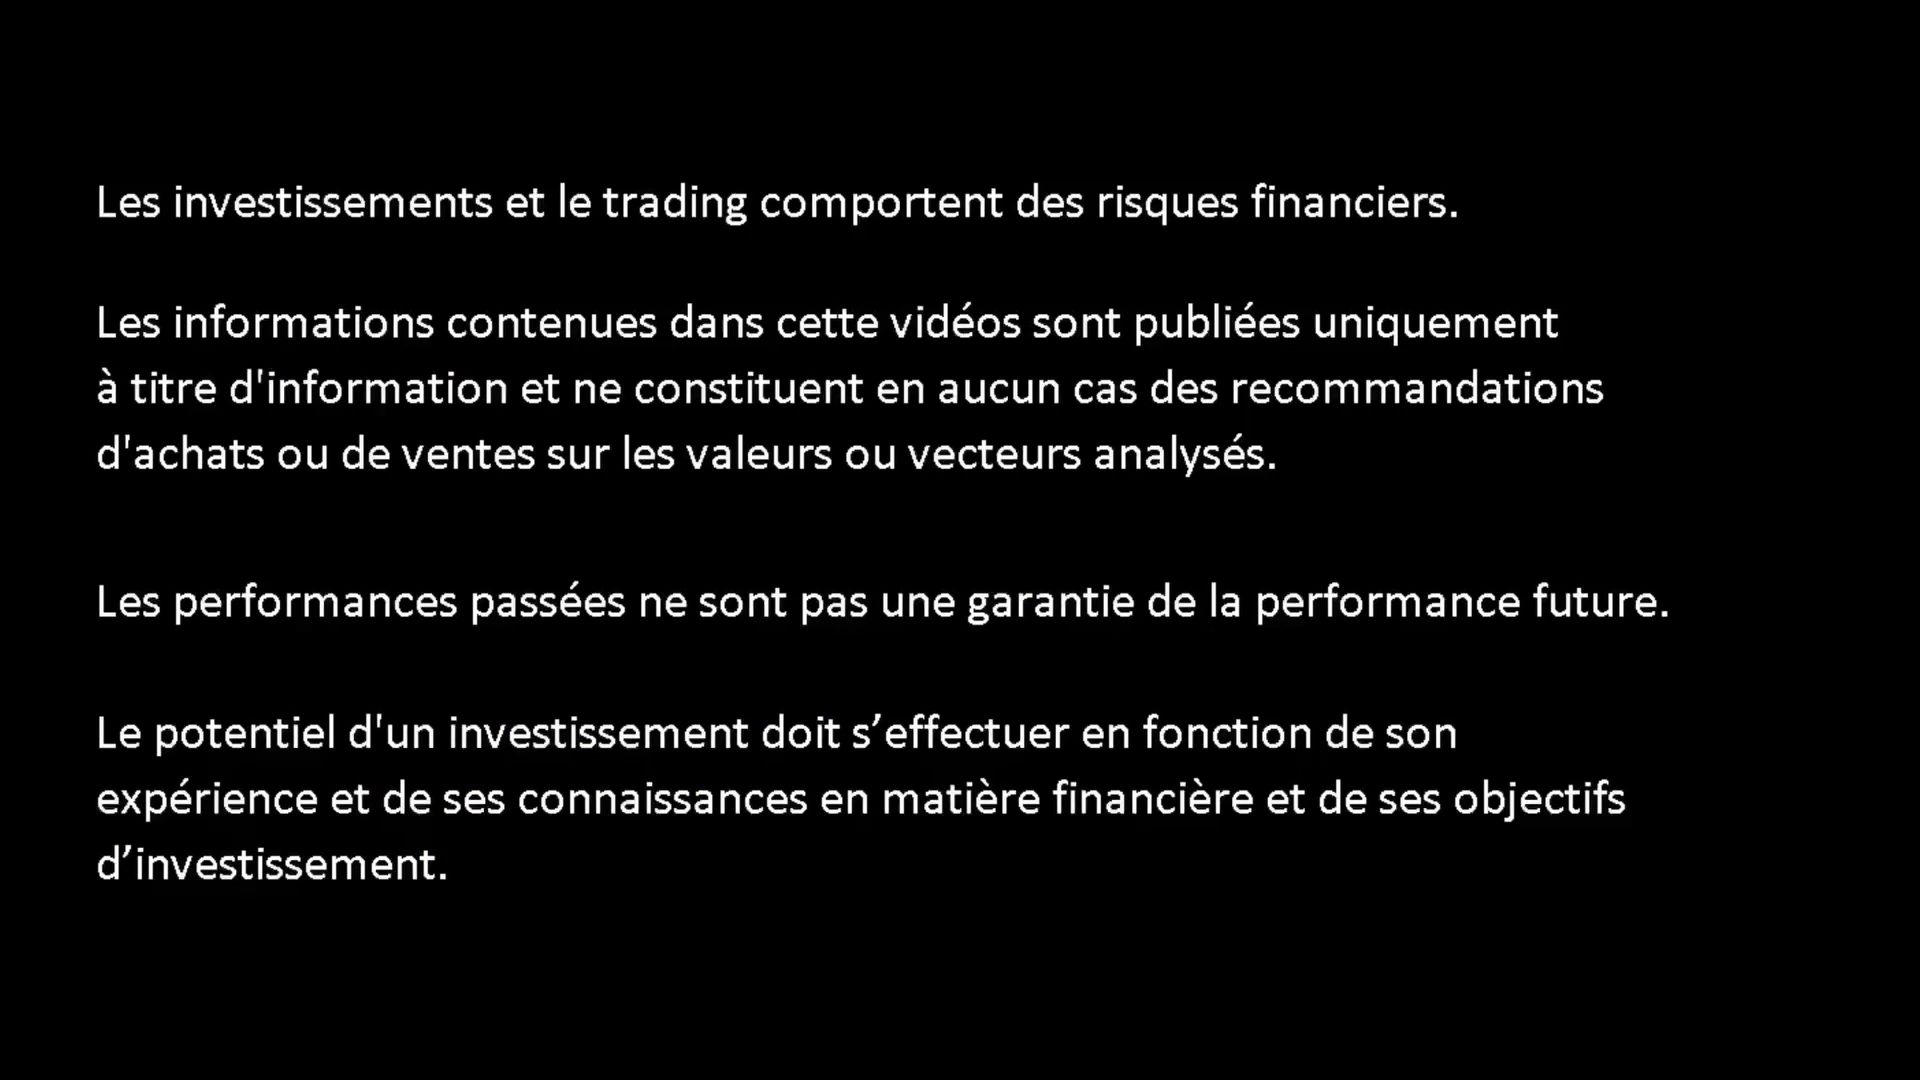 Les investissements et le trading comportent des risques financiers.
Les informations contenues dans cette vidéos sont publiées uniquement
à titre d'information et ne constituent en aucun cas des recommandations
d'achats ou de ventes sur les valeurs ou vecteurs analysés.
Les performances passées ne sont pas une garantie de la performance future.
Le potentiel d'un investissement doit s’effectuer en fonction de son
expérience et de ses connaissances en matière financière et de ses objectifs
d’investissement.